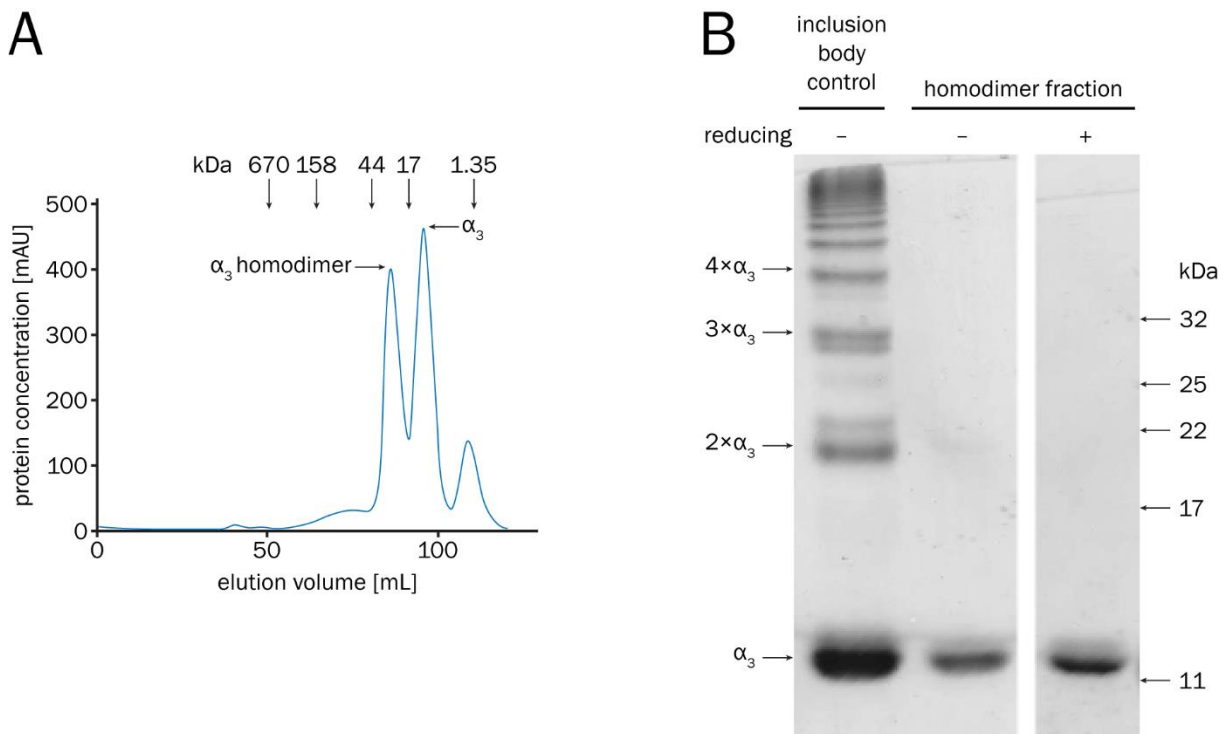 A
kDa 670 158 44 17 1.35
500
400
300
200
100
0
α₃ homodimer
α₃
0 50 100
protein concentration [mAU]
elution volume [mL]
B
inclusion
body
control
homodimer fraction
reducing – – +
4×α₃
3×α₃
2×α₃
α₃
kDa
32
25
22
17
11